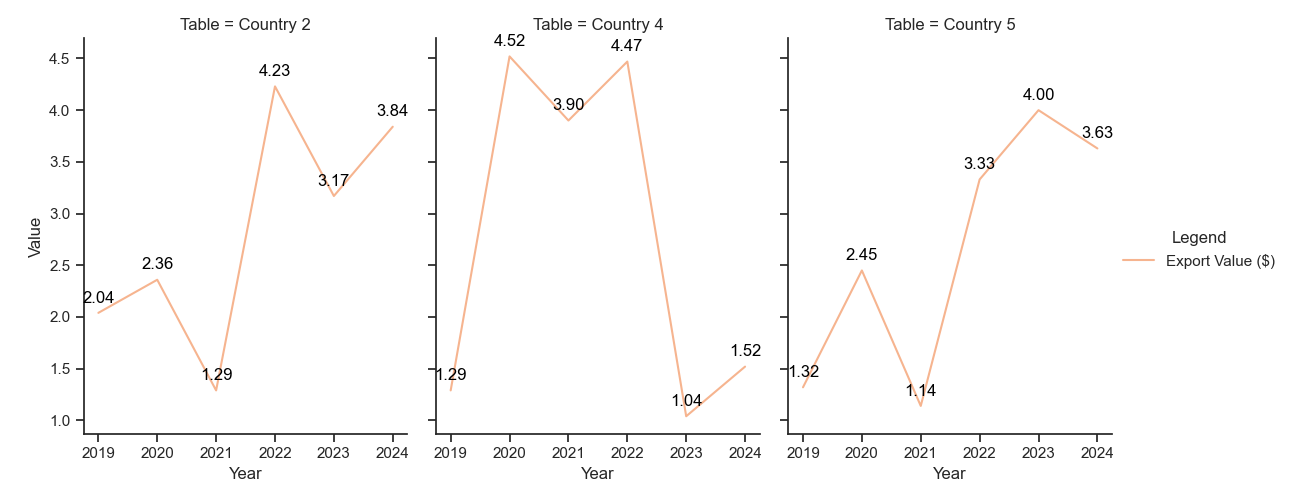 Table = Country 2
Table = Country 4
Table = Country 5
Value
4.5
4.0
3.5
3.0
2.5
2.0
1.5
1.0
2.04
2.36
1.29
4.23
3.17
3.84
1.29
4.52
3.90
4.47
1.04
1.52
1.32
2.45
1.14
3.33
4.00
3.63
2019 2020 2021 2022 2023 2024
2019 2020 2021 2022 2023 2024
2019 2020 2021 2022 2023 2024
Year
Year
Year
Legend
Export Value ($)